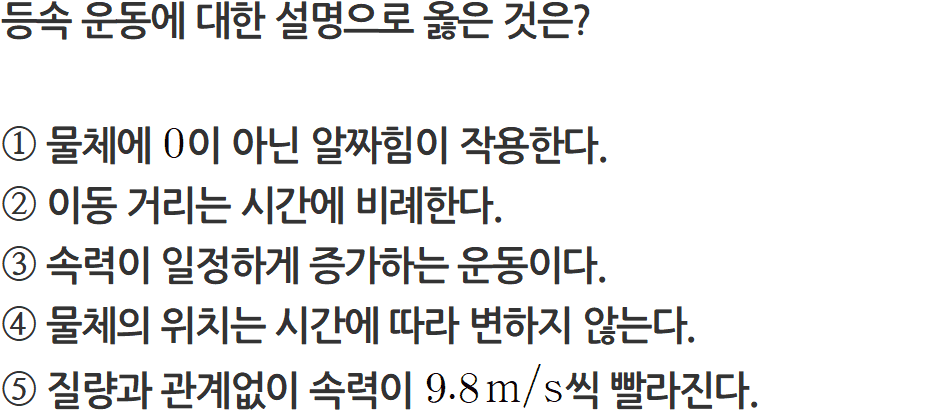 등속 운동에 대한 설명으로 옳은 것은?
① 물체에 0이 아닌 알짜힘이 작용한다.
② 이동 거리는 시간에 비례한다.
③ 속력이 일정하게 증가하는 운동이다.
④ 물체의 위치는 시간에 따라 변하지 않는다.
⑤ 질량과 관계없이 속력이 9.8m/s씩 빨라진다.